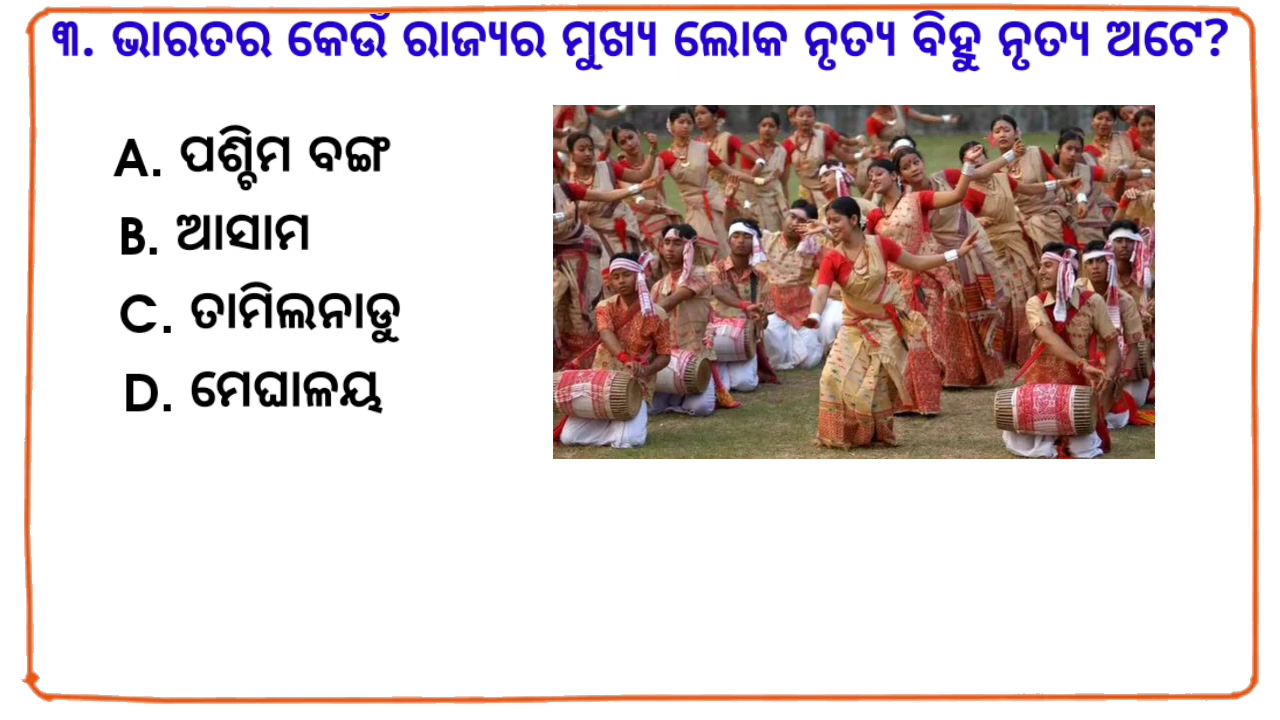 ୩. ଭାରତର କେଉଁ ରାଜ୍ୟର ମୁଖ୍ୟ ଲୋକ ନୃତ୍ୟ ବିହୁ ନୃତ୍ୟ ଅଟେ?
A. ପଶ୍ଚିମ ବଙ୍ଗ
B. ଆସାମ
C. ତାମିଲନାଡୁ
D. ମେଘାଳୟ